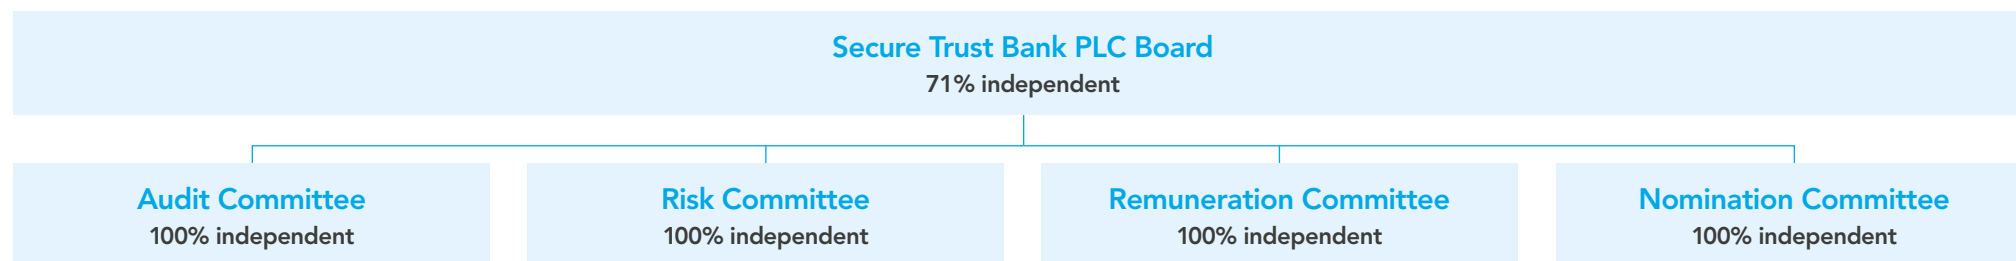 Secure Trust Bank PLC Board
71% independent
Audit Committee
100% independent
Risk Committee
100% independent
Remuneration Committee
100% independent
Nomination Committee
100% independent